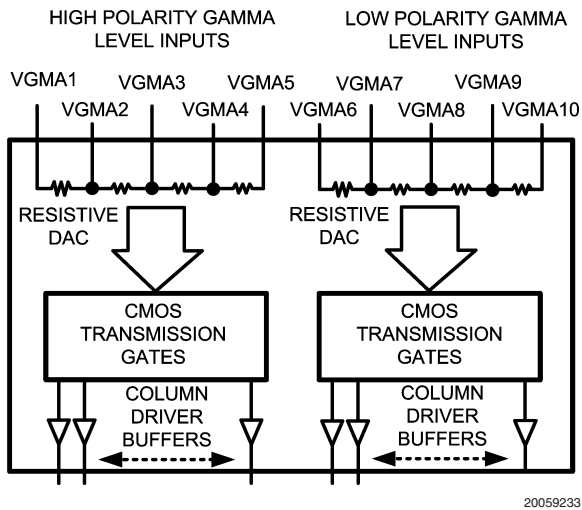 HIGH POLARITY GAMMA
LEVEL INPUTS
LOW POLARITY GAMMA
LEVEL INPUTS
VGMA1
VGMA2
VGMA3
VGMA4
VGMA5
VGMA6
VGMA7
VGMA8
VGMA9
VGMA10
RESISTIVE
DAC
RESISTIVE
DAC
CMOS
TRANSMISSION
GATES
CMOS
TRANSMISSION
GATES
COLUMN
DRIVER
BUFFERS
COLUMN
DRIVER
BUFFERS
20059233